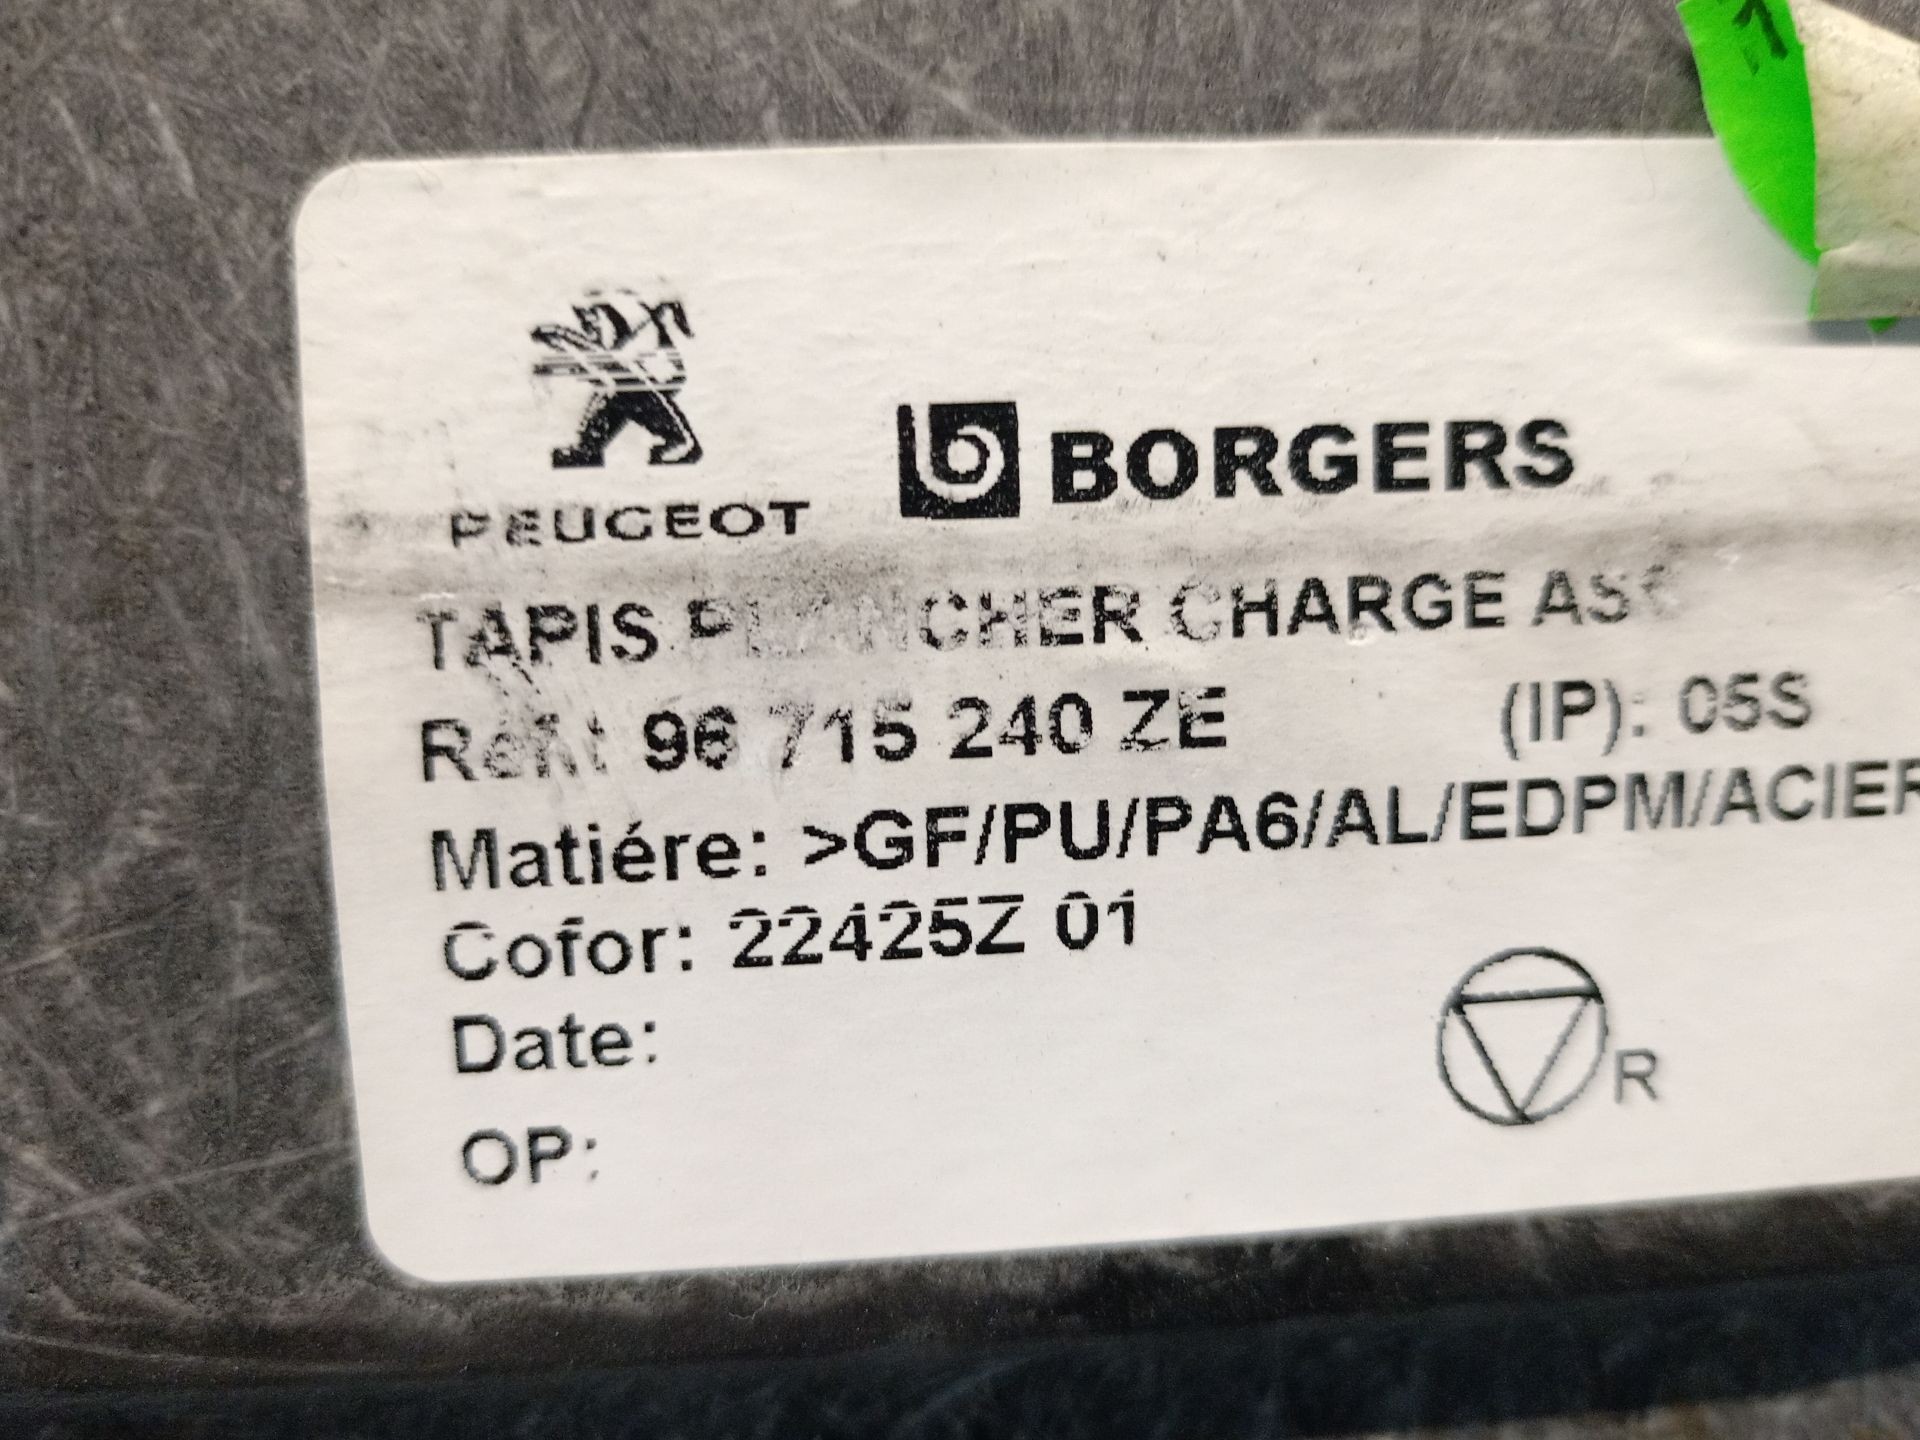 PEUGEOT
BORGERS
TAPIS PLANCHER CHARGE
96 715 240 ZE (IP): 05S
Matiére: >GF/PU/PA6/AL/EDPM/ACIER
Cofor: 22425Z 01
Date:
R
OP: